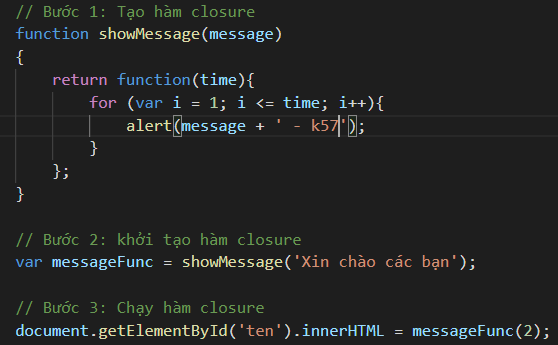 // Bước 1: Tạo hàm closure
function showMessage(message)
{
    return function(time){
        for (var i = 1; i <= time; i++){
            alert(message + ' - k57');
        }
    };
}

// Bước 2: khởi tạo hàm closure
var messageFunc = showMessage('Xin chào các bạn');

// Bước 3: Chạy hàm closure
document.getElementById('ten').innerHTML = messageFunc(2);